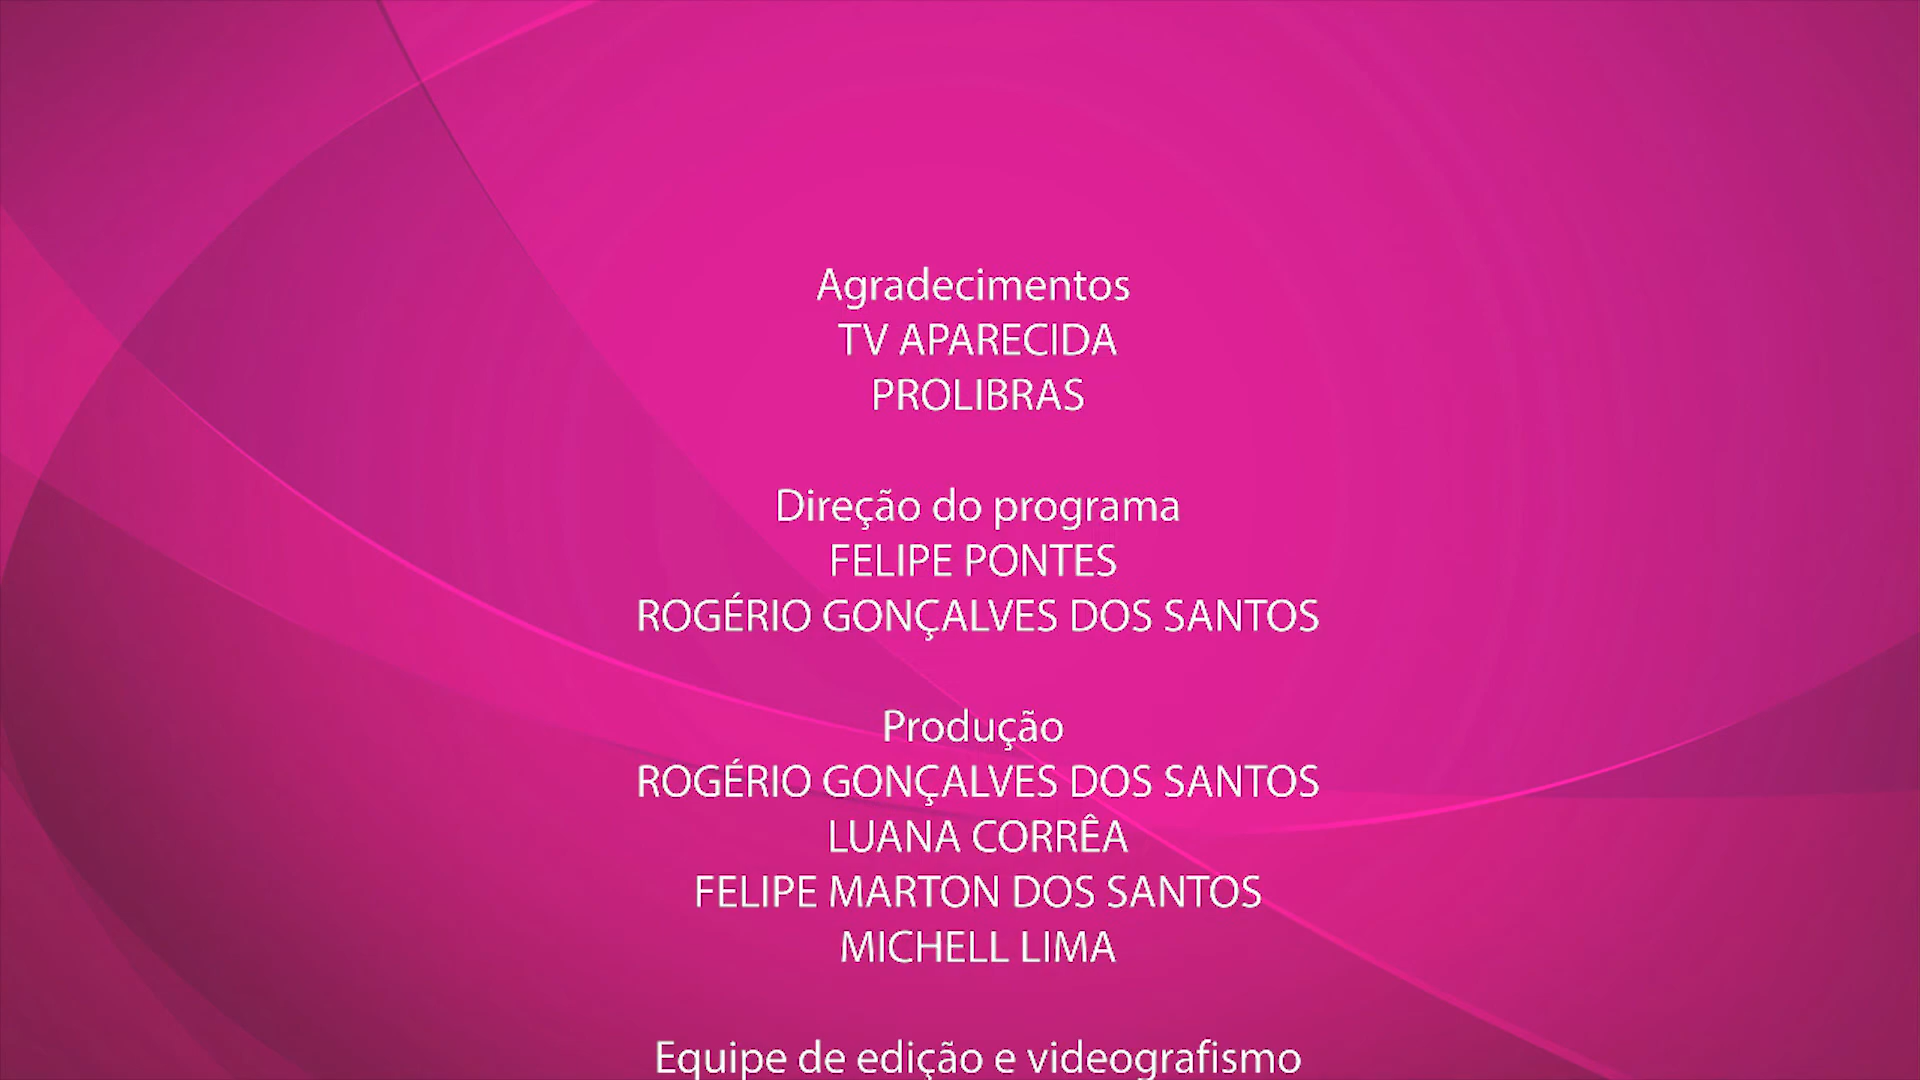 Agradecimentos
TV APARECIDA
PROLIBRAS
Direção do programa
FELIPE PONTES
ROGÉRIO GONÇALVES DOS SANTOS
Produção
ROGÉRIO GONÇALVES DOS SANTOS
LUANA CORRÊA
FELIPE MARTON DOS SANTOS
MICHELL LIMA
Equipe de edição e videografismo